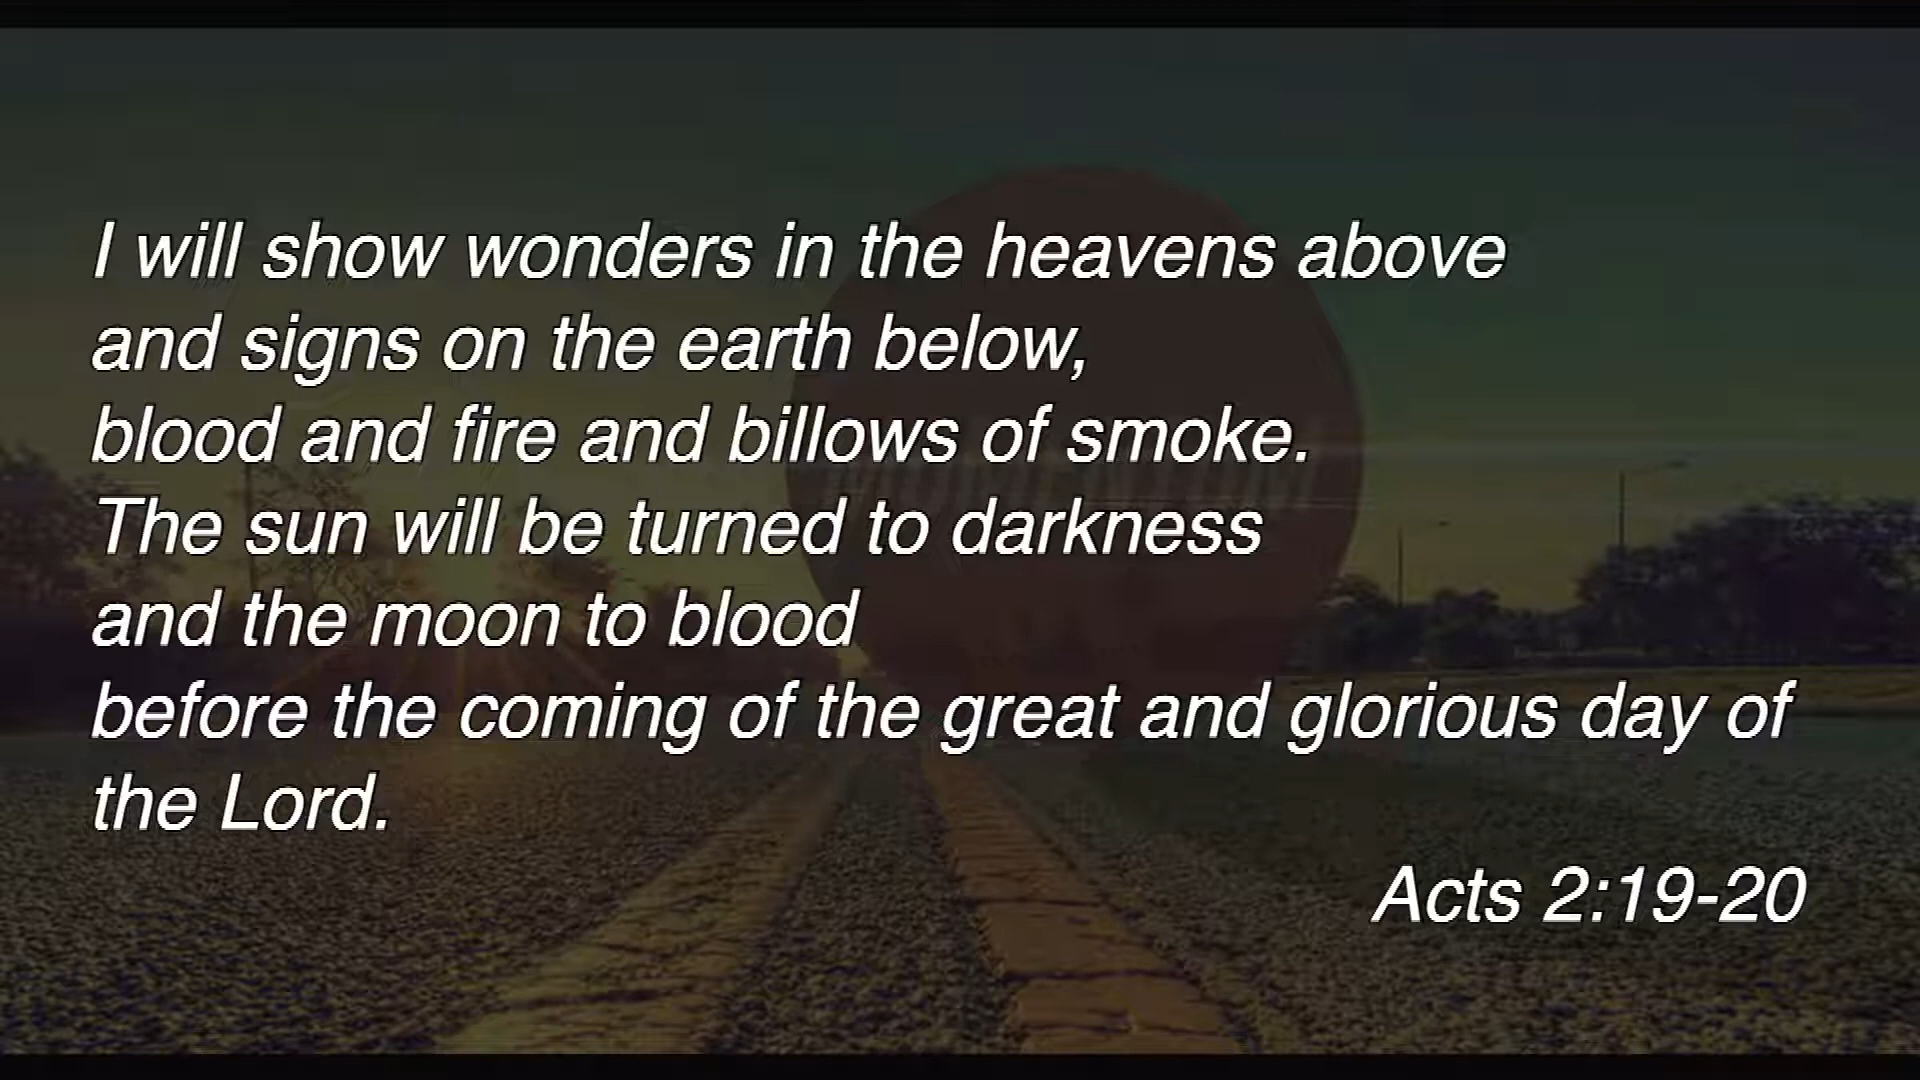 I will show wonders in the heavens above
and signs on the earth below,
blood and fire and billows of smoke.
The sun will be turned to darkness
and the moon to blood
before the coming of the great and glorious day of
the Lord.
Acts 2:19-20